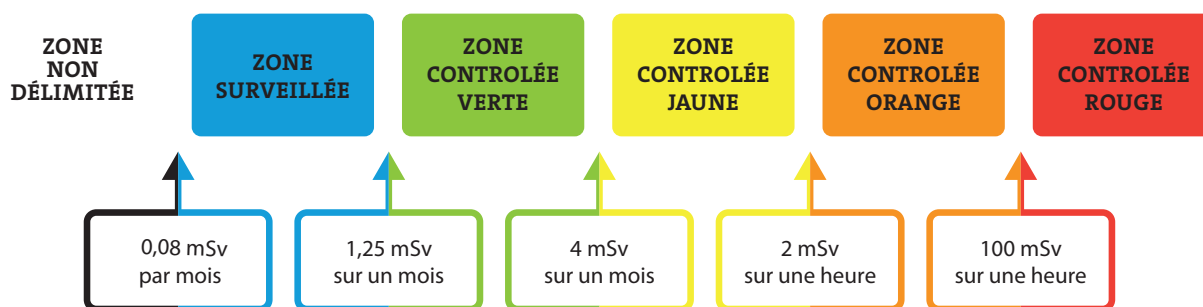 ZONE
NON
DÉLIMITÉE
ZONE
SURVEILLÉE
ZONE
CONTROLÉE
VERTE
ZONE
CONTROLÉE
JAUNE
ZONE
CONTROLÉE
ORANGE
ZONE
CONTROLÉE
ROUGE
0,08 mSv
par mois
1,25 mSv
sur un mois
4 mSv
sur un mois
2 mSv
sur une heure
100 mSv
sur une heure